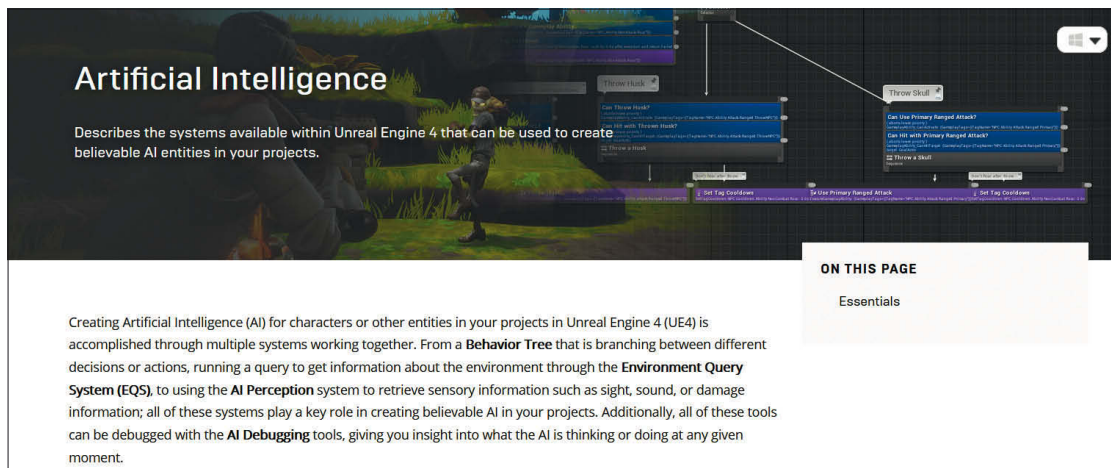 Artificial Intelligence
Describes the systems available within Unreal Engine 4 that can be used to create
believable AI entities in your projects.
Throw Husk
Can Throw Husk?
Can Hit with Thrown Husk?
Throw a Husk
Throw Skull
Can Use Primary Ranged Attack?
Can Hit with Primary Ranged Attack?
Throw a Skull
Set Tag Cooldown
Use Primary Ranged Attack
Set Tag Cooldown
ON THIS PAGE
Essentials
Creating Artificial Intelligence (AI) for characters or other entities in your projects in Unreal Engine 4 (UE4) is
accomplished through multiple systems working together. From a Behavior Tree that is branching between different
decisions or actions, running a query to get information about the environment through the Environment Query
System (EQS), to using the AI Perception system to retrieve sensory information such as sight, sound, or damage
information; all of these systems play a key role in creating believable AI in your projects. Additionally, all of these tools
can be debugged with the AI Debugging tools, giving you insight into what the AI is thinking or doing at any given
moment.